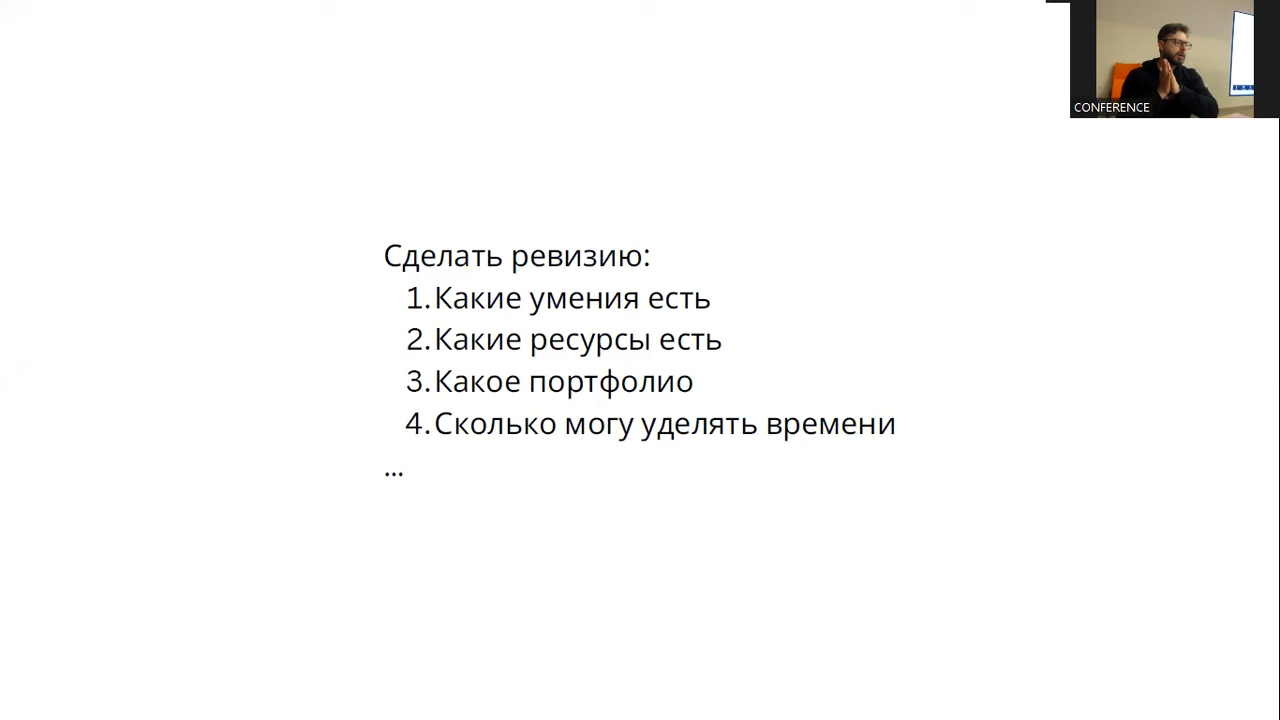 CONFERENCE
Сделать ревизию:
1. Какие умения есть
2. Какие ресурсы есть
3. Какое портфолио
4. Сколько могу уделять времени
...